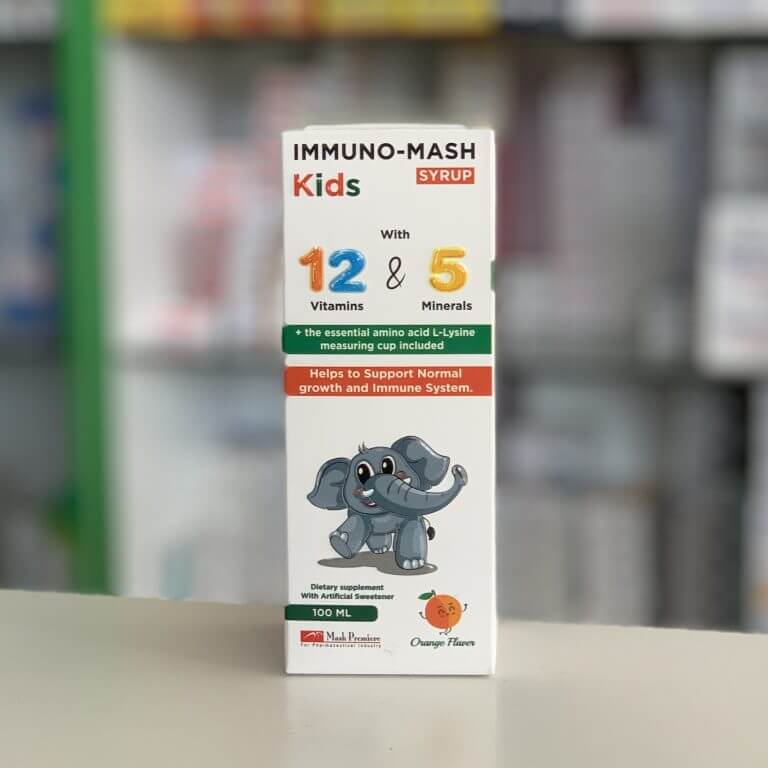 IMMUNO-MASH
Kids SYRUP
With
12 & 5
Vitamins Minerals
+ the essential amino acid L-Lysine
measuring cup included
Helps to Support Normal
growth and Immune System.
Dietary supplement
With Artificial Sweetener
100 ML
Mash Premiere
For Pharmaceutical Industry
Orange Flavor